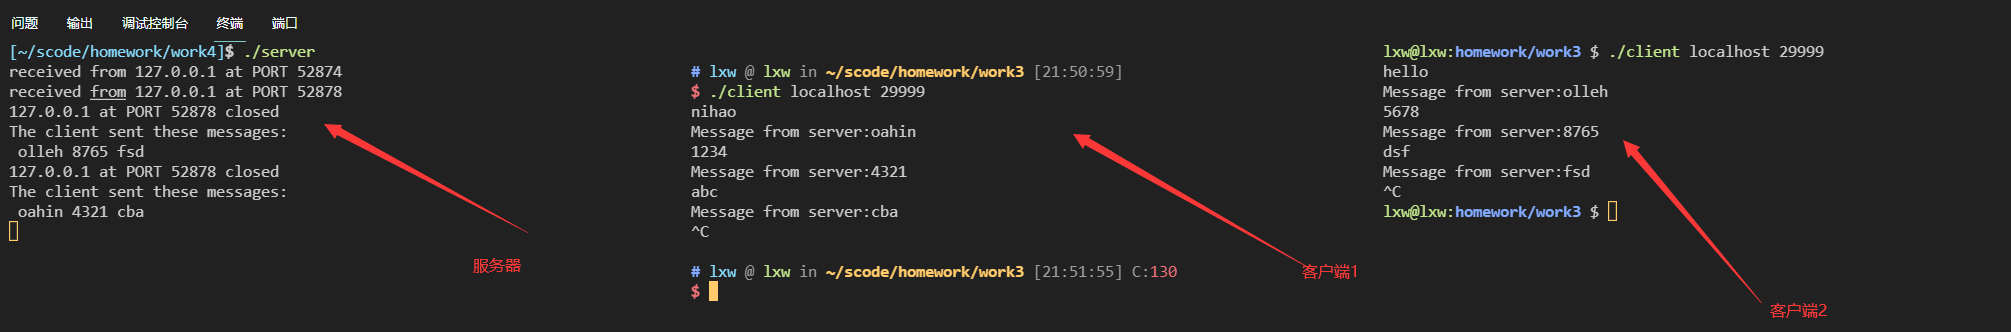 问题 输出 调试控制台 终端 端口
[~/scode/homework/work4]$ ./server
received from 127.0.0.1 at PORT 52874
received from 127.0.0.1 at PORT 52878
127.0.0.1 at PORT 52878 closed
The client sent these messages:
olleh 8765 fsd
127.0.0.1 at PORT 52878 closed
The client sent these messages:
oahin 4321 cba
服务器
# lxw @ lxw in ~/scode/homework/work3 [21:50:59]
$ ./client localhost 29999
nihao
Message from server:oahin
1234
Message from server:4321
abc
Message from server:cba
^C
# lxw @ lxw in ~/scode/homework/work3 [21:51:55] C:130
$
客户端1
lxw@lxw:homework/work3 $ ./client localhost 29999
hello
Message from server:olleh
5678
Message from server:8765
dsf
Message from server:fsd
^C
lxw@lxw:homework/work3 $
客户端2